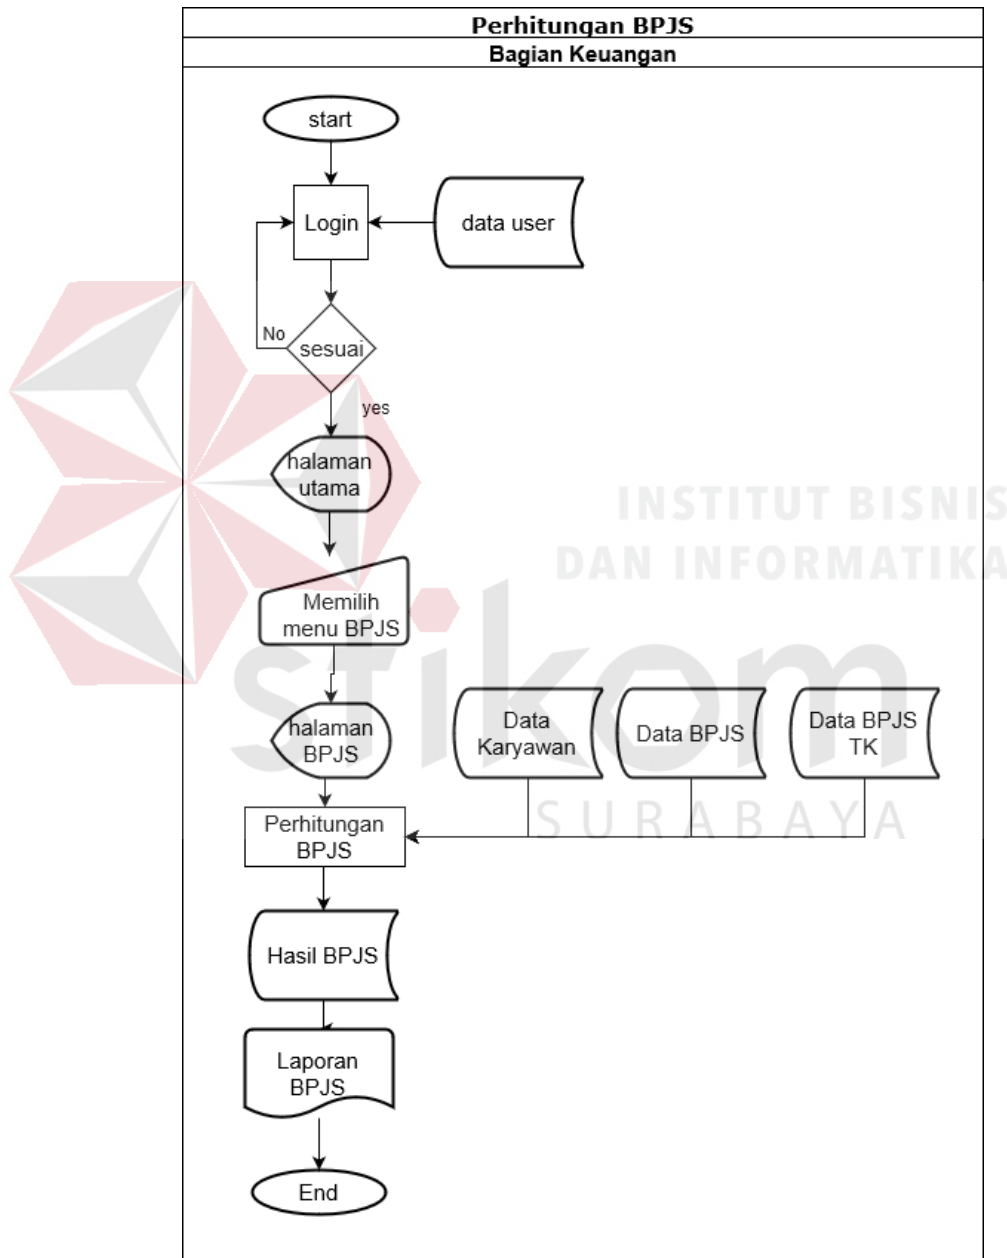 Perhitungan BPJS
Bagian Keuangan
start
Login
data user
No
sesuai
yes
halaman
utama
INSTITUT BISNIS
DAN INFORMATIKA
Memilih
menu BPJS
stikom
SURABAYA
halaman
BPJS
Data
Karyawan
Data BPJS
Data BPJS
TK
Perhitungan
BPJS
Hasil BPJS
Laporan
BPJS
End